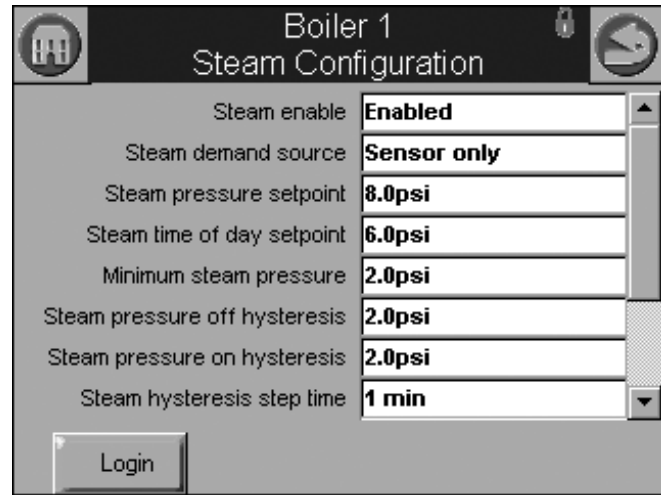 Boiler 1
Steam Configuration
Steam enable Enabled
Steam demand source Sensor only
Steam pressure setpoint 8.0psi
Steam time of day setpoint 6.0psi
Minimum steam pressure 2.0psi
Steam pressure off hysteresis 2.0psi
Steam pressure on hysteresis 2.0psi
Steam hysteresis step time 1 min
Login